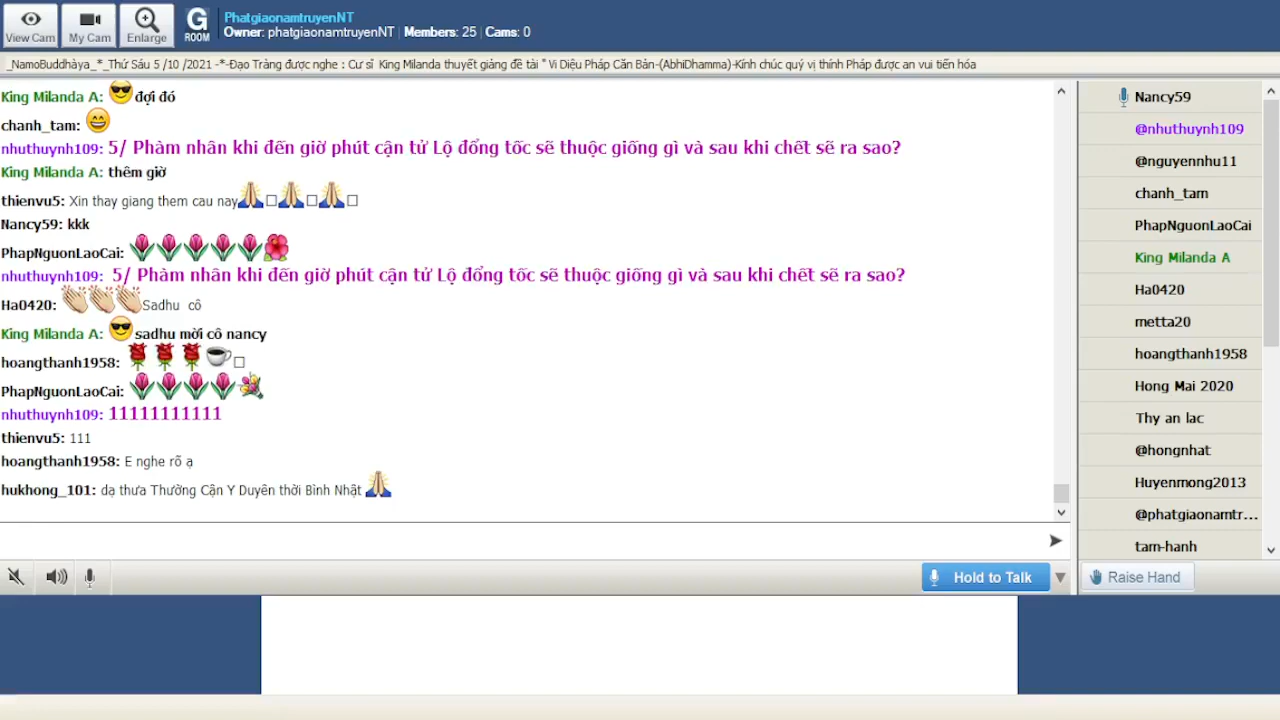 PhatgiaonamtruyenNT
View Cam
My Cam
Enlarge
G ROOM
Owner: phatgiaonamtruyenNT | Members: 25 | Cams: 0
_NamoBuddhàya_*_Thứ Sáu 5 /10 /2021 -*-Đạo Tràng được nghe : Cư sĩ King Milanda thuyết giảng đề tài " Vi Diệu Pháp Căn Bản-(AbhiDhamma)-Kính chúc quý vị thính Pháp được an vui tiến hóa
King Milanda A: 😎đợi đó
chanh_tam: 😄
nhuthuynh109: 5/ Phàm nhân khi đến giờ phút cận tử Lộ đổng tốc sẽ thuộc giống gì và sau khi chết sẽ ra sao?
King Milanda A: thêm giờ
thienvu5: Xin thay giang them cau nay🙏□🙏□🙏□
Nancy59: kkk
PhapNguonLaoCai: 🌷🌷🌷🌷🌷🌺
nhuthuynh109: 5/ Phàm nhân khi đến giờ phút cận tử Lộ đổng tốc sẽ thuộc giống gì và sau khi chết sẽ ra sao?
Ha0420: 👏👏👏Sadhu cô
King Milanda A: 😎sadhu mời cô nancy
hoangthanh1958: 🌹🌹🌹☕□
PhapNguonLaoCai: 🌷🌷🌷🌷💐
nhuthuynh109: 11111111111
thienvu5: 111
hoangthanh1958: E nghe rõ ạ
hukhong_101: dạ thưa Thường Cận Y Duyên thời Bình Nhật 🙏
Nancy59
@nhuthuynh109
@nguyennhu11
chanh_tam
PhapNguonLaoCai
King Milanda A
Ha0420
metta20
hoangthanh1958
Hong Mai 2020
Thy an lac
@hongnhat
Huyenmong2013
@phatgiaonamtr...
tam-hanh
Hold to Talk
Raise Hand